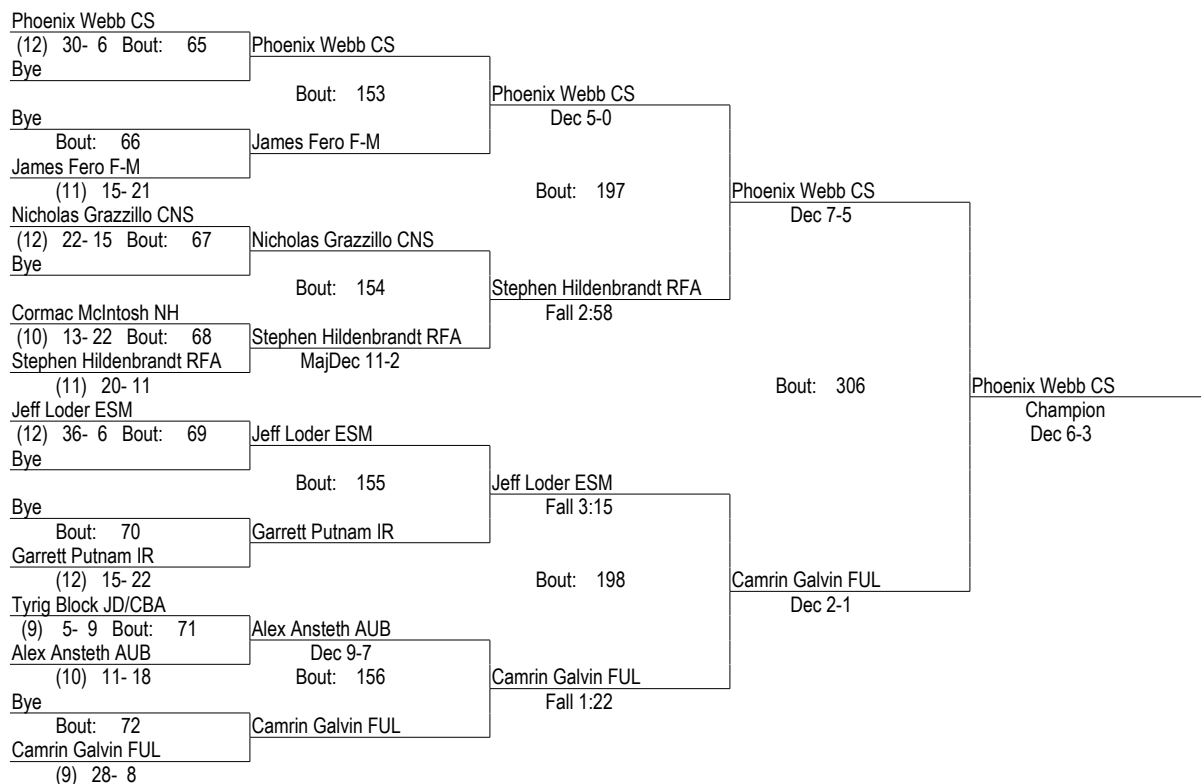 Phoenix Webb CS
(12) 30- 6 Bout: 65
Bye
Bye
Bout: 66
James Fero F-M
(11) 15- 21
Nicholas Grazzillo CNS
(12) 22- 15 Bout: 67
Bye
Cormac McIntosh NH
(10) 13- 22 Bout: 68
Stephen Hildenbrandt RFA
(11) 20- 11
Jeff Loder ESM
(12) 36- 6 Bout: 69
Bye
Bye
Bout: 70
Garrett Putnam IR
(12) 15- 22
Tyrig Block JD/CBA
(9) 5- 9 Bout: 71
Alex Ansteth AUB
(10) 11- 18
Bye
Bout: 72
Camrin Galvin FUL
(9) 28- 8
Phoenix Webb CS
Bout: 153
James Fero F-M
Nicholas Grazzillo CNS
Bout: 154
Stephen Hildenbrandt RFA
MajDec 11-2
Jeff Loder ESM
Bout: 155
Garrett Putnam IR
Alex Ansteth AUB
Dec 9-7
Bout: 156
Camrin Galvin FUL
Phoenix Webb CS
Dec 5-0
Bout: 197
Stephen Hildenbrandt RFA
Fall 2:58
Jeff Loder ESM
Fall 3:15
Bout: 198
Camrin Galvin FUL
Fall 1:22
Phoenix Webb CS
Dec 7-5
Bout: 306
Camrin Galvin FUL
Dec 2-1
Phoenix Webb CS
Champion
Dec 6-3